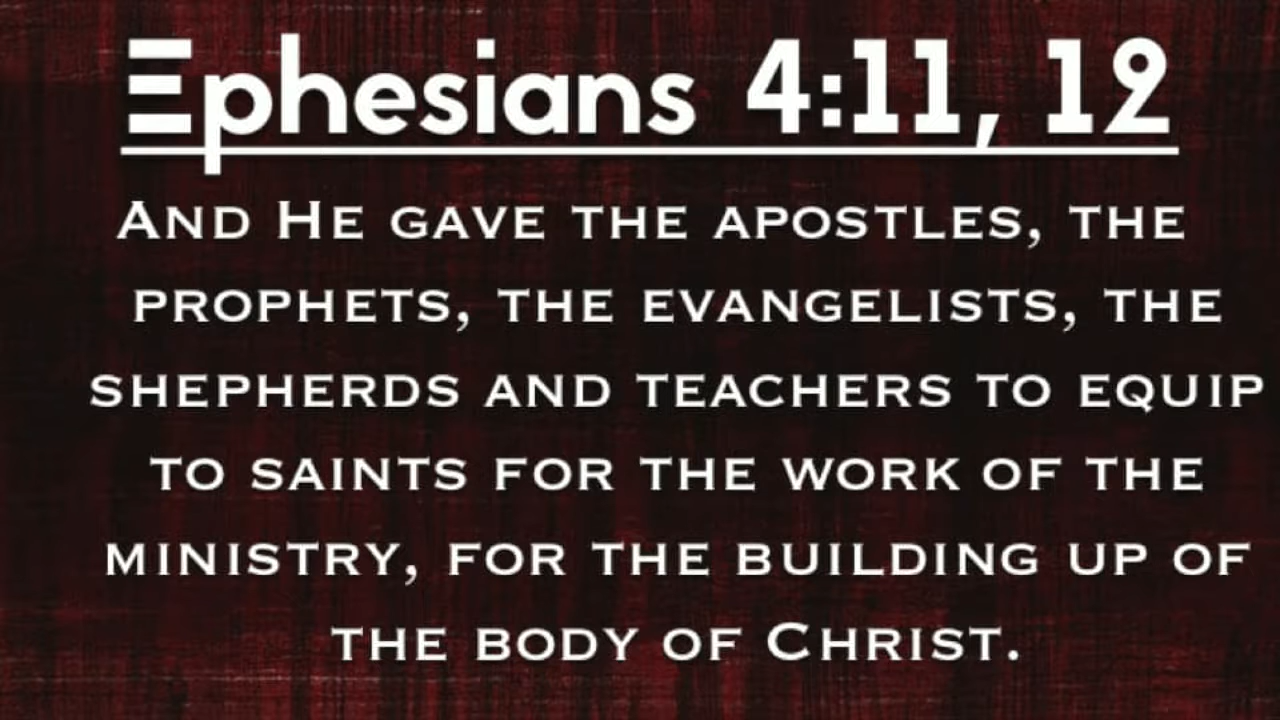 Ephesians 4:11, 12
And He gave the apostles, the
prophets, the evangelists, the
shepherds and teachers to equip
to saints for the work of the
ministry, for the building up of
the body of Christ.